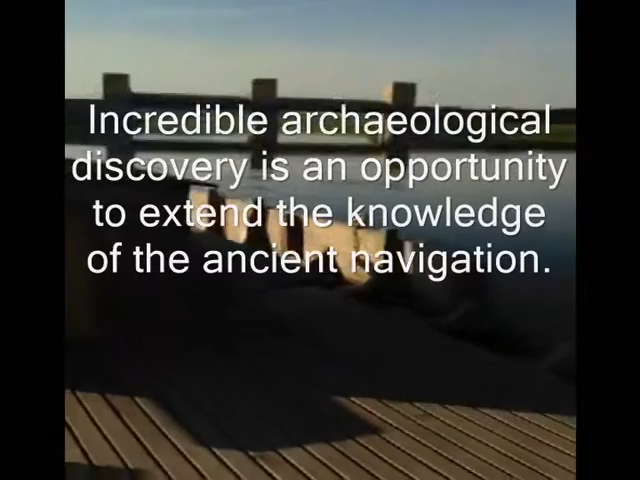 Incredible archaeological
discovery is an opportunity
to extend the knowledge
of the ancient navigation.